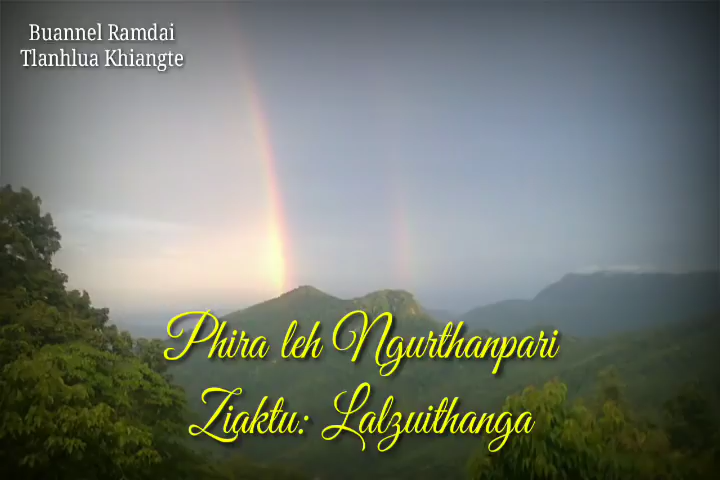 Buannel Ramdai
Tlanhlua Khiangte
Phira leh Ngurthanpari
Ziaktu: Lalzuithanga